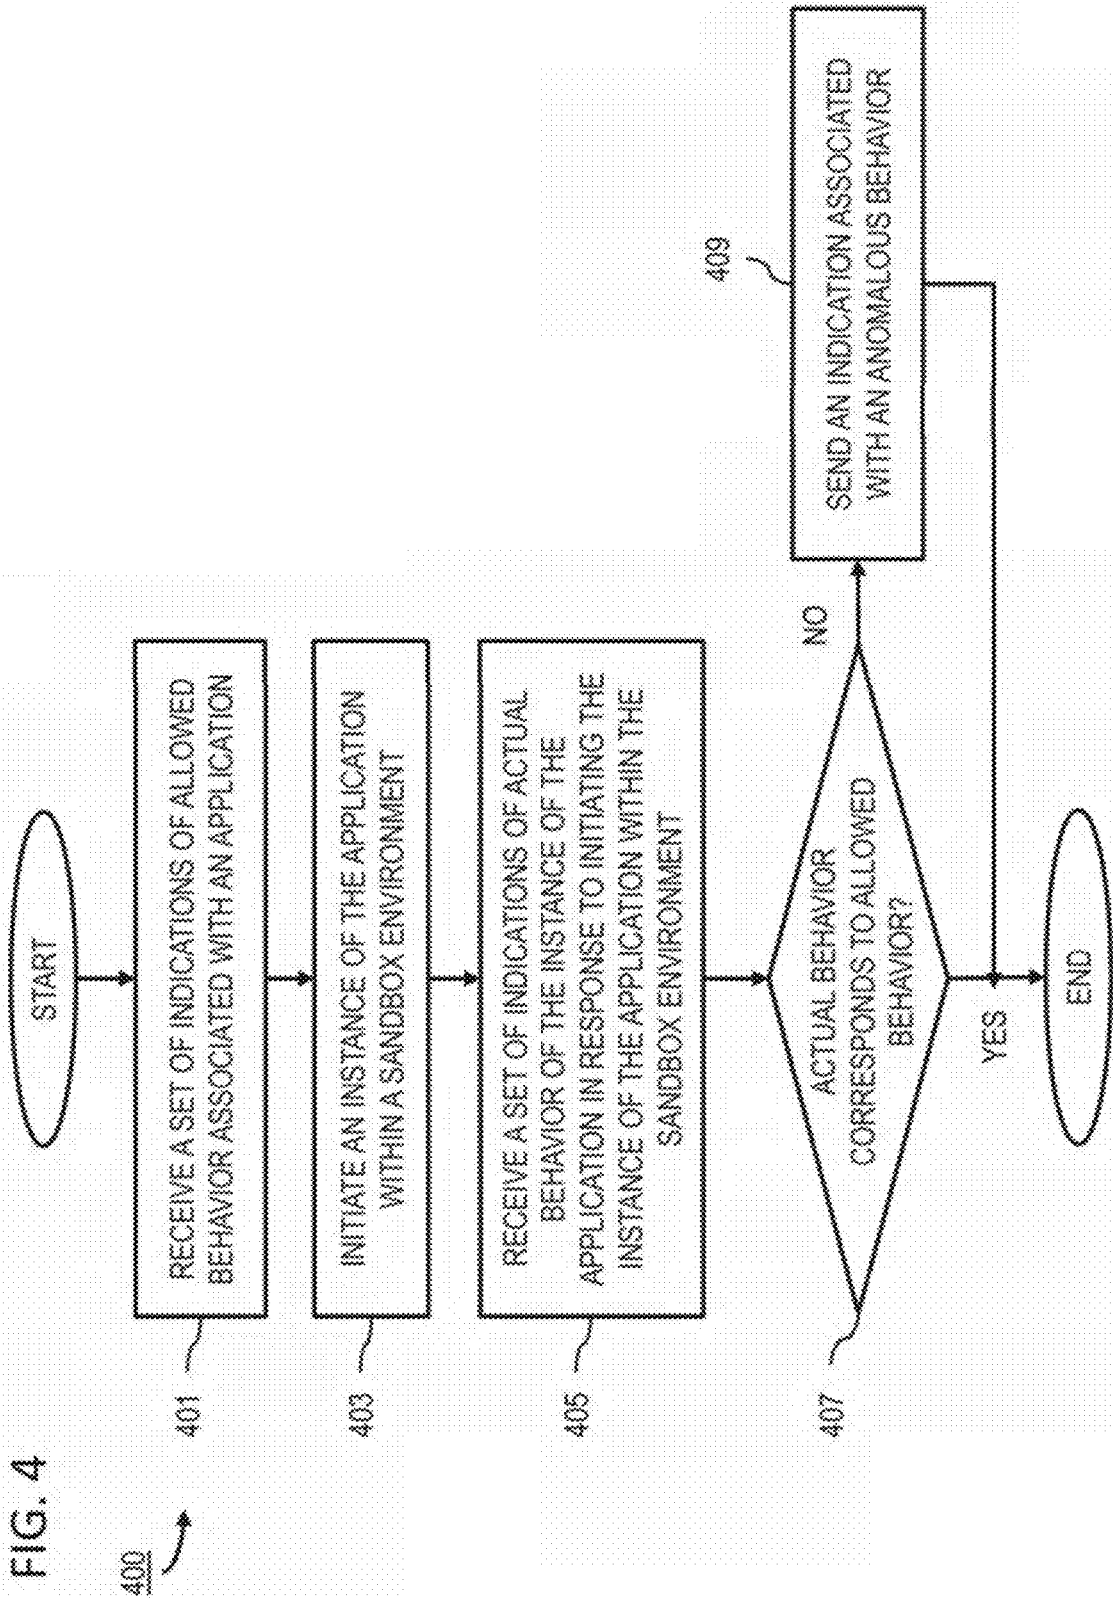 FIG. 4
400
START
401
RECEIVE A SET OF INDICATIONS OF ALLOWED
BEHAVIOR ASSOCIATED WITH AN APPLICATION
403
INITIATE AN INSTANCE OF THE APPLICATION
WITHIN A SANDBOX ENVIRONMENT
405
RECEIVE A SET OF INDICATIONS OF ACTUAL
BEHAVIOR OF THE INSTANCE OF THE
APPLICATION IN RESPONSE TO INITIATING THE
INSTANCE OF THE APPLICATION WITHIN THE
SANDBOX ENVIRONMENT
407
ACTUAL BEHAVIOR
CORRESPONDS TO ALLOWED
BEHAVIOR?
NO
409
SEND AN INDICATION ASSOCIATED
WITH AN ANOMALOUS BEHAVIOR
YES
END